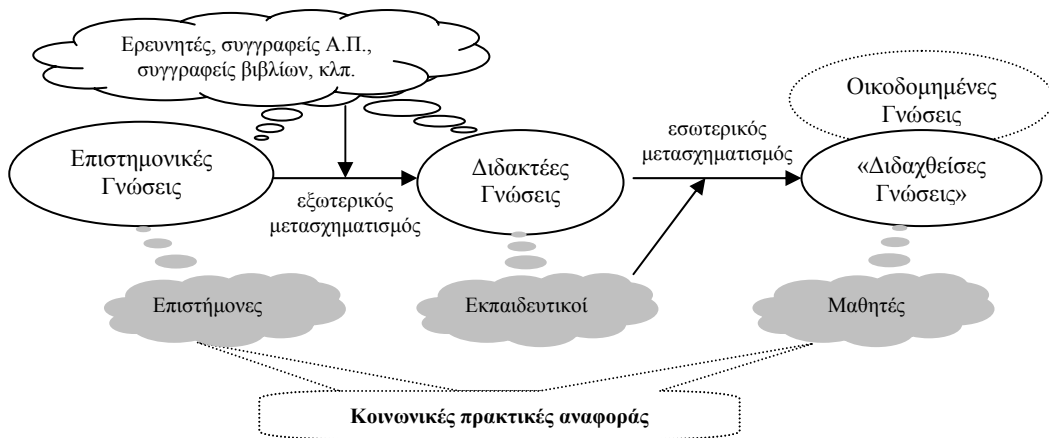 Ερευνητές, συγγραφείς Α.Π.,
συγγραφείς βιβλίων, κλπ.
Οικοδομημένες
Γνώσεις
Επιστημονικές
Γνώσεις
εξωτερικός
μετασχηματισμός
Διδακτέες
Γνώσεις
εσωτερικός
μετασχηματισμός
«Διδαχθείσες
Γνώσεις»
Επιστήμονες
Εκπαιδευτικοί
Μαθητές
Κοινωνικές πρακτικές αναφοράς